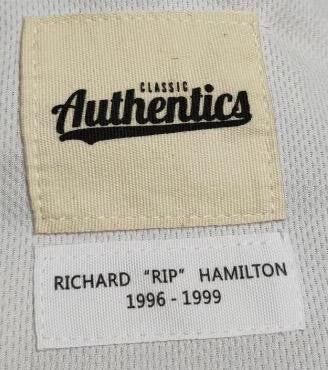 CLASSIC
Authentics
RICHARD "RIP" HAMILTON
1996 - 1999